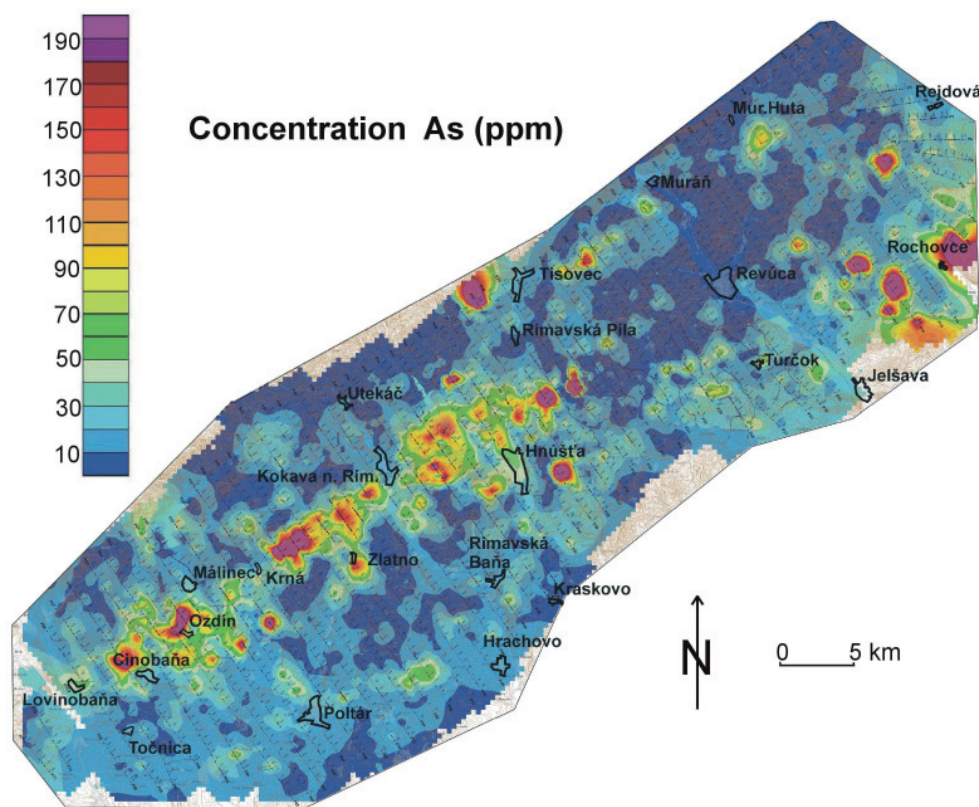 190
170
150
130
110
90
70
50
30
10
Concentration As (ppm)
Rejdová
Mur.Huta
Muráň
Rochovce
Tisovec
Revúca
Rimavská Pila
Turčok
Jelšava
Utekáč
Hnúšťa
Kokava n. Rim.
Rimavská
Baňa
Zlatno
Málinec
Krná
Kraskovo
Ozdín
Cinobaňa
Hrachovo
Lovinobaňa
Poltár
Točnica
N
0 5 km